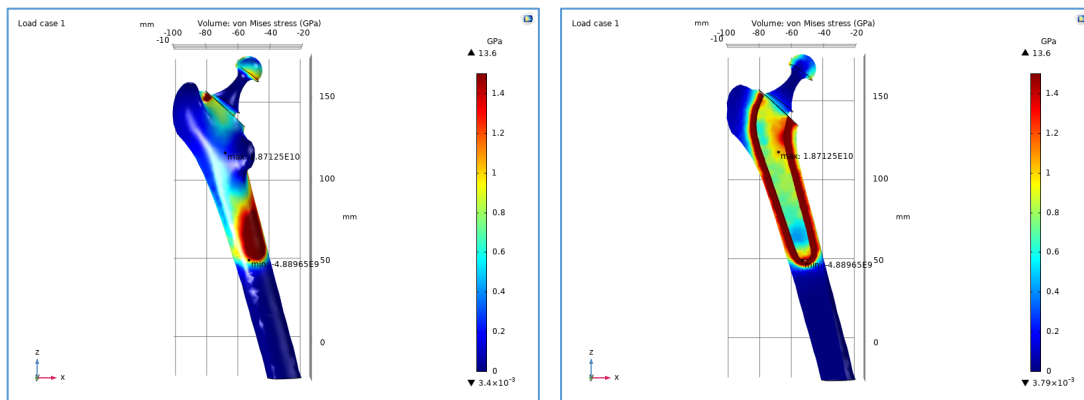 Load case 1
mm
Volume: von Mises stress (GPa)
-100 -80 -60 -40 -20
-10
GPa
▲ 13.6
1.4
1.2
1
0.8
0.6
0.4
0.2
0
▼ 3.4×10⁻³
150
100
mm
50
0
max: 1.87125E10
min: -4.88965E9
z
y x
Load case 1
mm
Volume: von Mises stress (GPa)
-100 -80 -60 -40 -20
-10
GPa
▲ 13.6
1.4
1.2
1
0.8
0.6
0.4
0.2
0
▼ 3.79×10⁻³
150
100
mm
50
0
max: 1.87125E10
min: -4.88965E9
z
y x